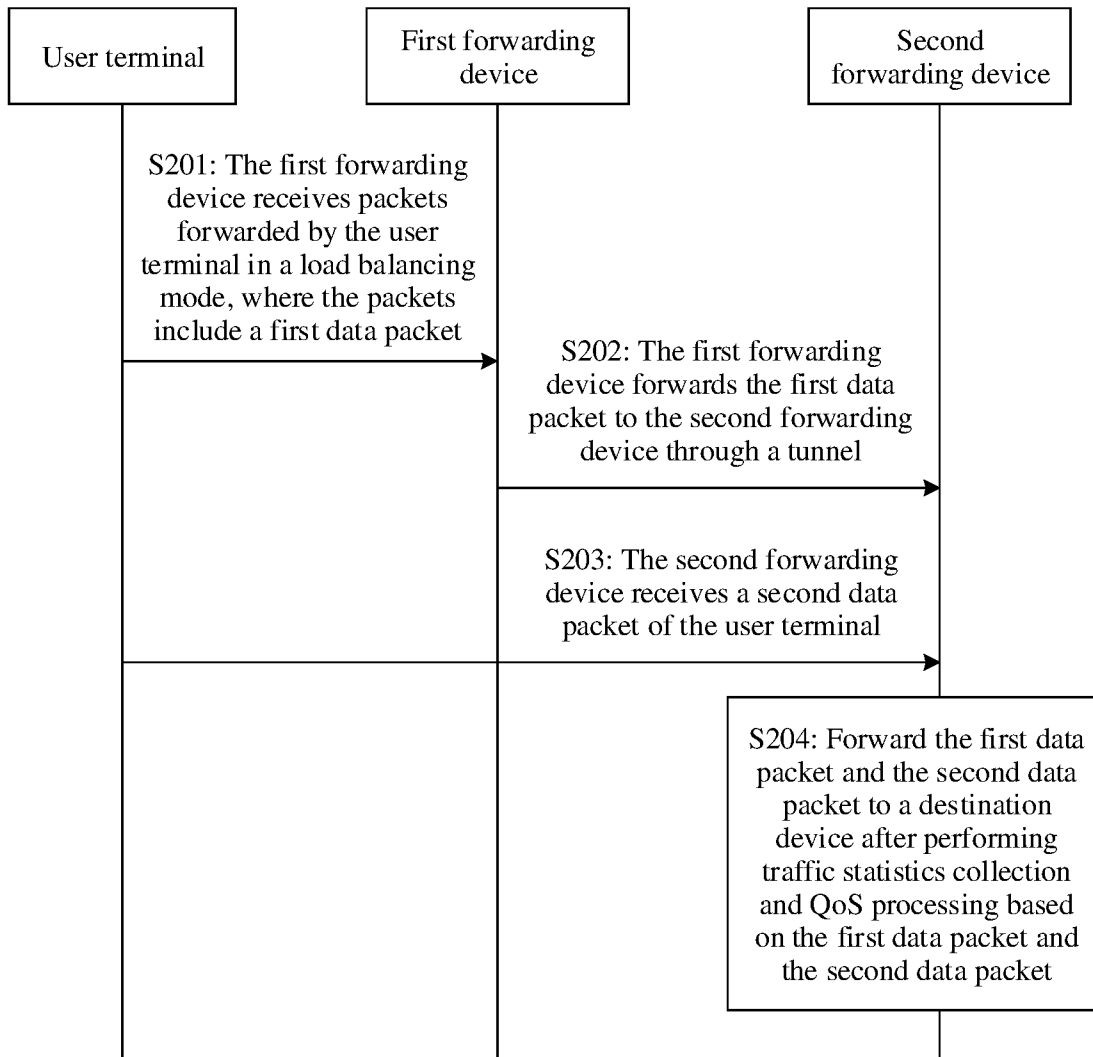 User terminal
First forwarding
device
Second
forwarding device
S201: The first forwarding
device receives packets
forwarded by the user
terminal in a load balancing
mode, where the packets
include a first data packet
S202: The first forwarding
device forwards the first data
packet to the second forwarding
device through a tunnel
S203: The second forwarding
device receives a second data
packet of the user terminal
S204: Forward the first data
packet and the second data
packet to a destination
device after performing
traffic statistics collection
and QoS processing based
on the first data packet and
the second data packet